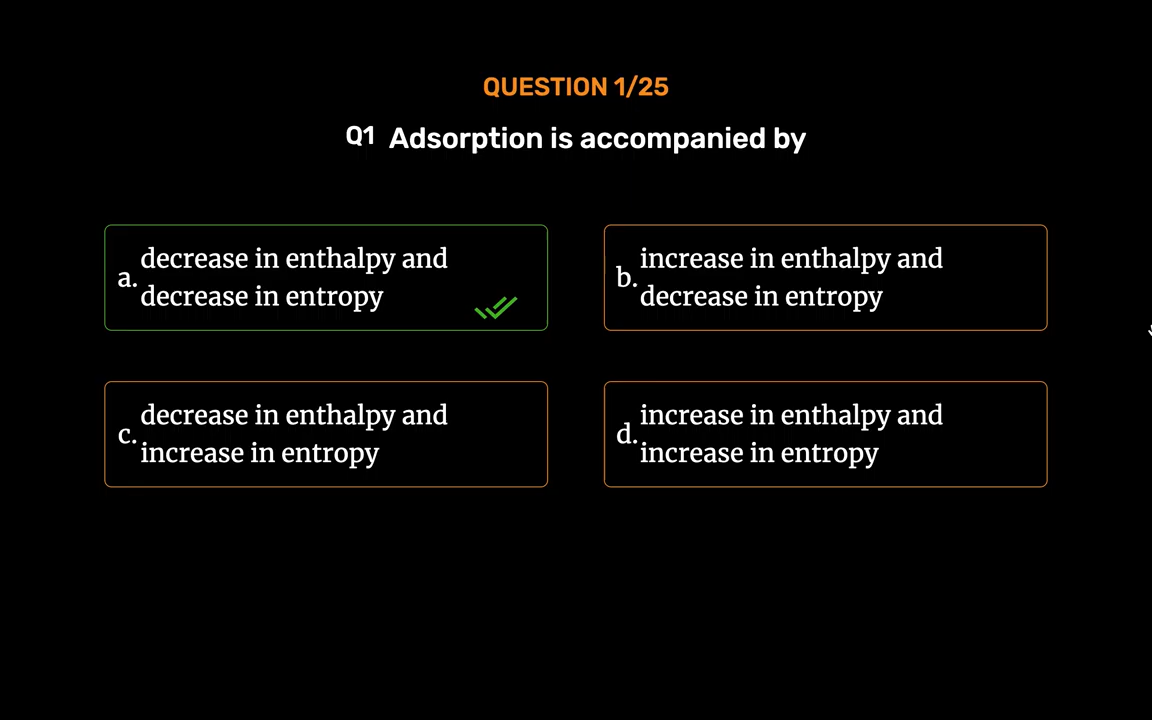 QUESTION 1/25
Q1 Adsorption is accompanied by
a. decrease in enthalpy and
decrease in entropy
b. increase in enthalpy and
decrease in entropy
c. decrease in enthalpy and
increase in entropy
d. increase in enthalpy and
increase in entropy